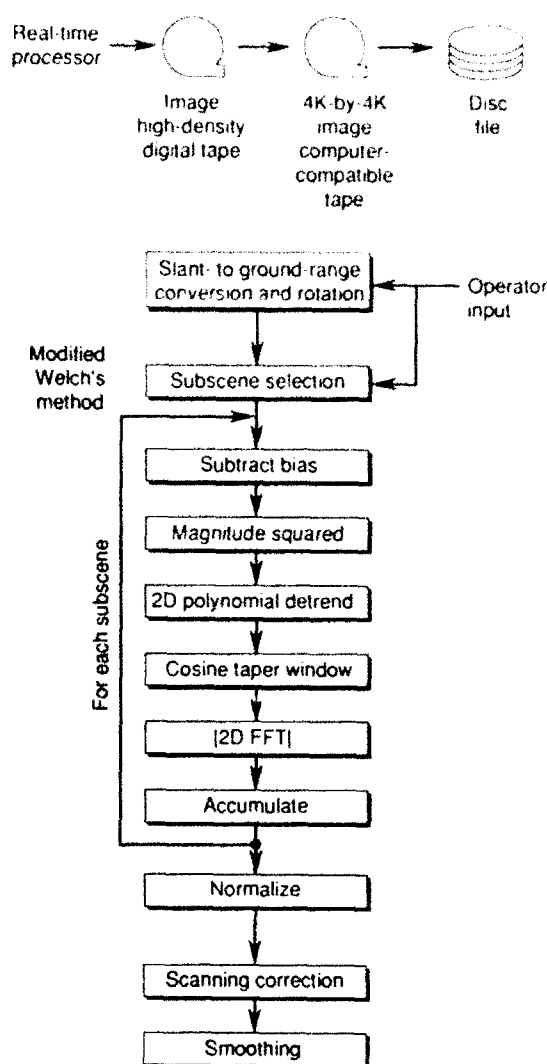 Real-time
processor
Image
high-density
digital tape
4K-by-4K
image
computer-
compatible
tape
Disc
file
Slant- to ground-range
conversion and rotation
Operator
input
Modified
Welch's
method
Subscene selection
Subtract bias
Magnitude squared
2D polynomial detrend
Cosine taper window
|2D FFT|
Accumulate
For each subscene
Normalize
Scanning correction
Smoothing